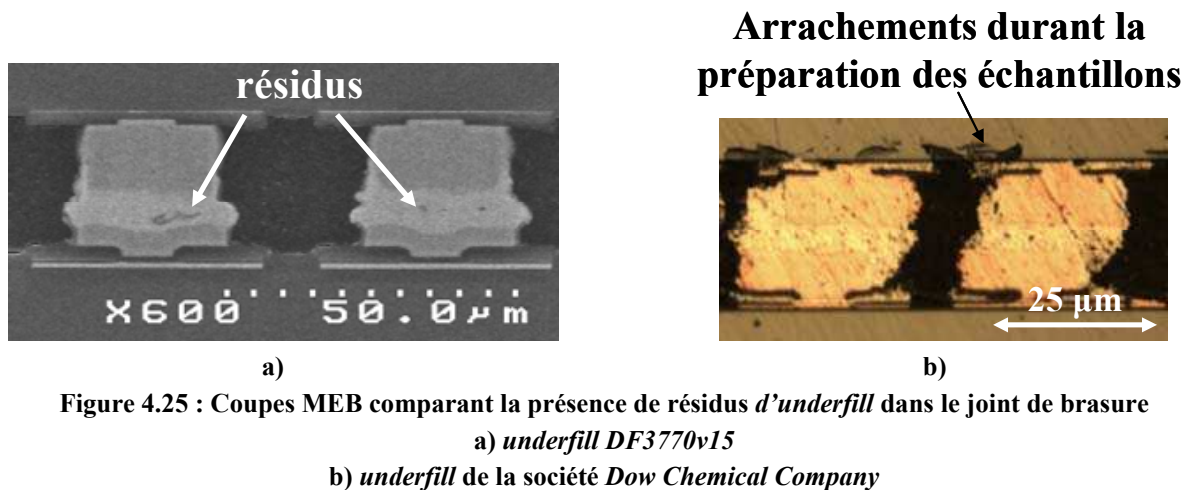 Arrachements durant la
préparation des échantillons
résidus
X600 50.0µm
25 µm
a)
b)
Figure 4.25 : Coupes MEB comparant la présence de résidus d’underfill dans le joint de brasure
a) underfill DF3770v15
b) underfill de la société Dow Chemical Company